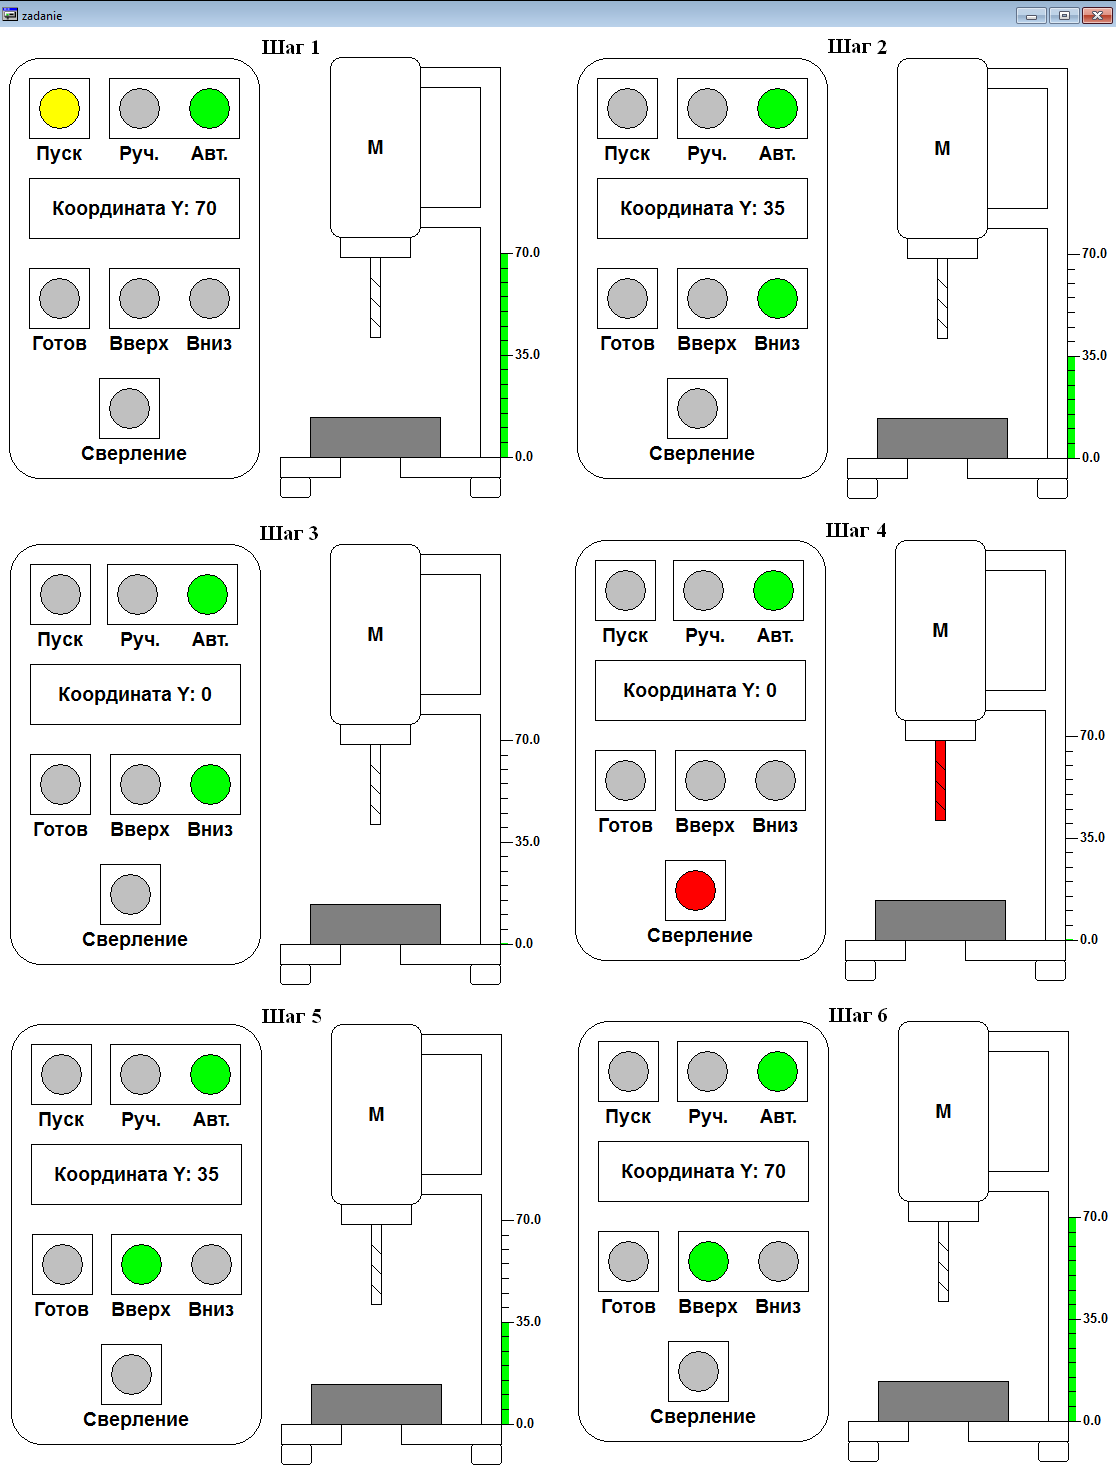 zadanie
Шаг 1
Пуск Руч. Авт.
M
Координата Y: 70
70.0
35.0
0.0
Готов Вверх Вниз
Сверление
Шаг 2
Пуск Руч. Авт.
M
Координата Y: 35
70.0
35.0
0.0
Готов Вверх Вниз
Сверление
Шаг 3
Пуск Руч. Авт.
M
Координата Y: 0
70.0
35.0
0.0
Готов Вверх Вниз
Сверление
Шаг 4
Пуск Руч. Авт.
M
Координата Y: 0
70.0
35.0
0.0
Готов Вверх Вниз
Сверление
Шаг 5
Пуск Руч. Авт.
M
Координата Y: 35
70.0
35.0
0.0
Готов Вверх Вниз
Сверление
Шаг 6
Пуск Руч. Авт.
M
Координата Y: 70
70.0
35.0
0.0
Готов Вверх Вниз
Сверление